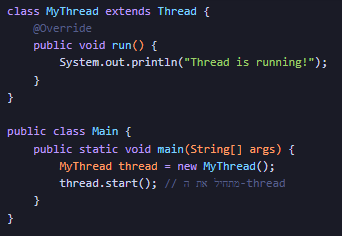 class MyThread extends Thread {
    @Override
    public void run() {
        System.out.println("Thread is running!");
    }
}

public class Main {
    public static void main(String[] args) {
        MyThread thread = new MyThread();
        thread.start(); // מתחיל את ה-thread
    }
}